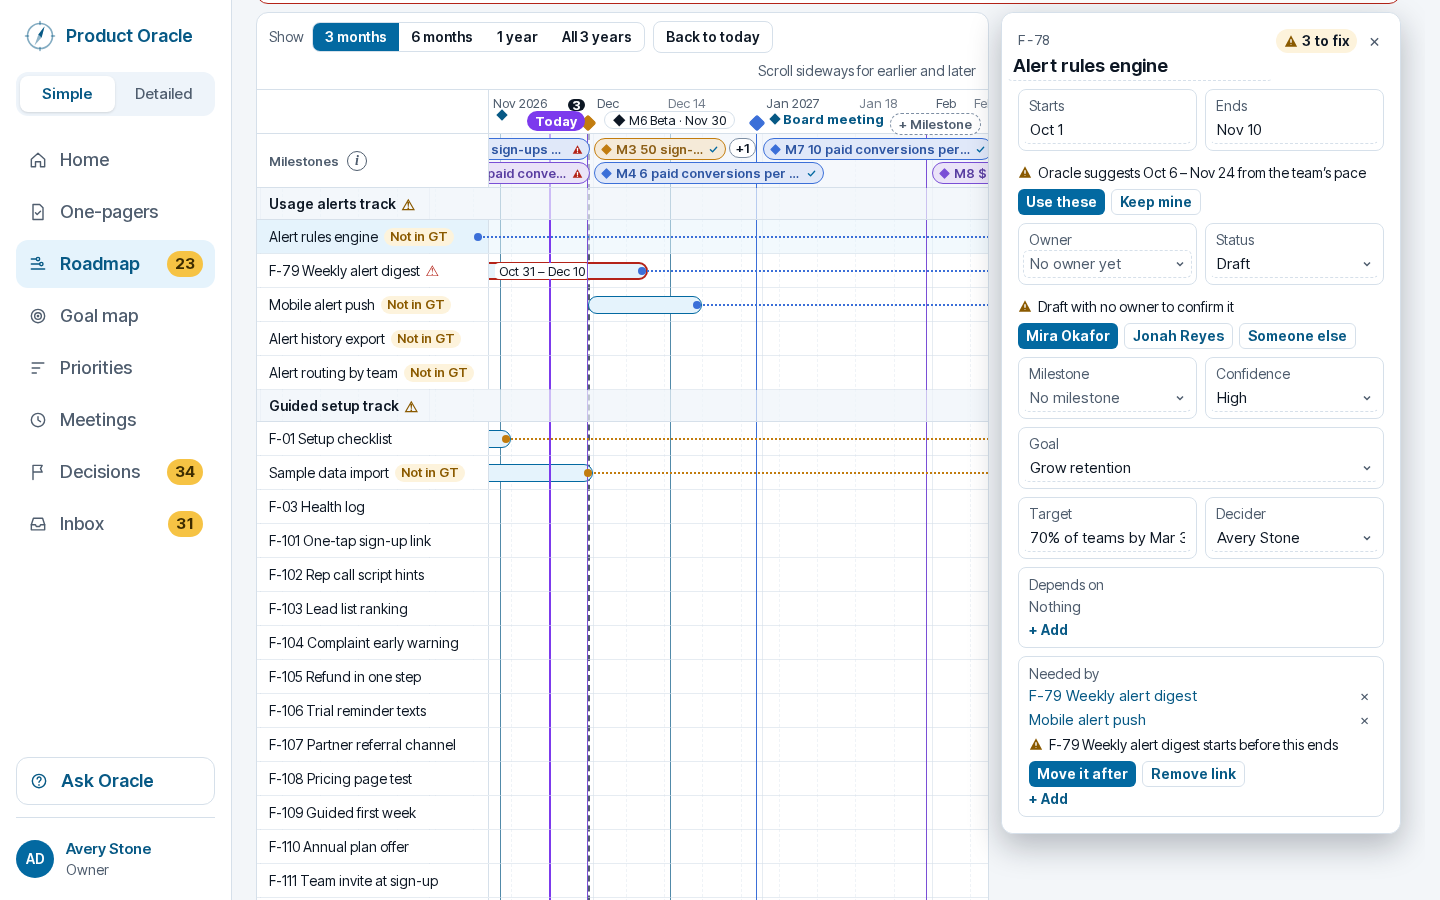 Product Oracle
Simple
Detailed
Home
One-pagers
Roadmap 23
Goal map
Priorities
Meetings
Decisions 34
Inbox 31
Ask Oracle
AD
Avery Stone
Owner
Show
3 months
6 months
1 year
All 3 years
Back to today
Scroll sideways for earlier and later
Nov 2026
3
Dec
Dec 14
Jan 2027
Jan 18
Feb
Fe
Today
M6 Beta · Nov 30
Board meeting
+ Milestone
Milestones i
sign-ups ...
M3 50 sign-...
+1
M7 10 paid conversions per...
paid conve...
M4 6 paid conversions per ...
M8 $
Usage alerts track
Alert rules engine Not in GT
F-79 Weekly alert digest
Oct 31 – Dec 10
Mobile alert push Not in GT
Alert history export Not in GT
Alert routing by team Not in GT
Guided setup track
F-01 Setup checklist
Sample data import Not in GT
F-03 Health log
F-101 One-tap sign-up link
F-102 Rep call script hints
F-103 Lead list ranking
F-104 Complaint early warning
F-105 Refund in one step
F-106 Trial reminder texts
F-107 Partner referral channel
F-108 Pricing page test
F-109 Guided first week
F-110 Annual plan offer
F-111 Team invite at sign-up
F-78
3 to fix
×
Alert rules engine
Starts
Oct 1
Ends
Nov 10
Oracle suggests Oct 6 – Nov 24 from the team's pace
Use these
Keep mine
Owner
No owner yet
Status
Draft
Draft with no owner to confirm it
Mira Okafor
Jonah Reyes
Someone else
Milestone
No milestone
Confidence
High
Goal
Grow retention
Target
70% of teams by Mar 3
Decider
Avery Stone
Depends on
Nothing
+ Add
Needed by
F-79 Weekly alert digest ×
Mobile alert push ×
F-79 Weekly alert digest starts before this ends
Move it after
Remove link
+ Add